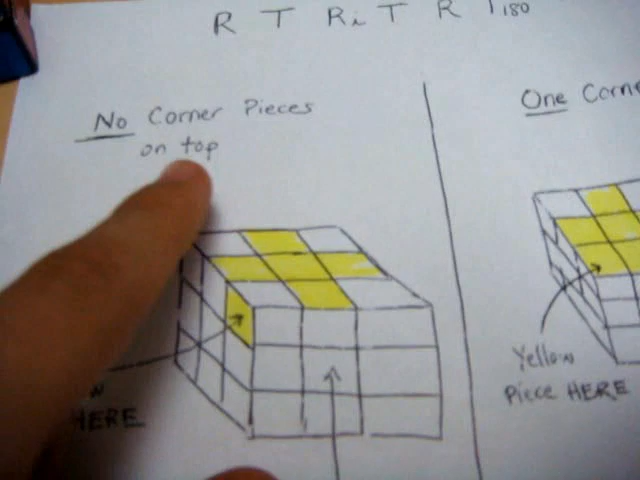 R T Ri T R T180
No Corner Pieces
on top
One Corne
HERE
Yellow
piece HERE